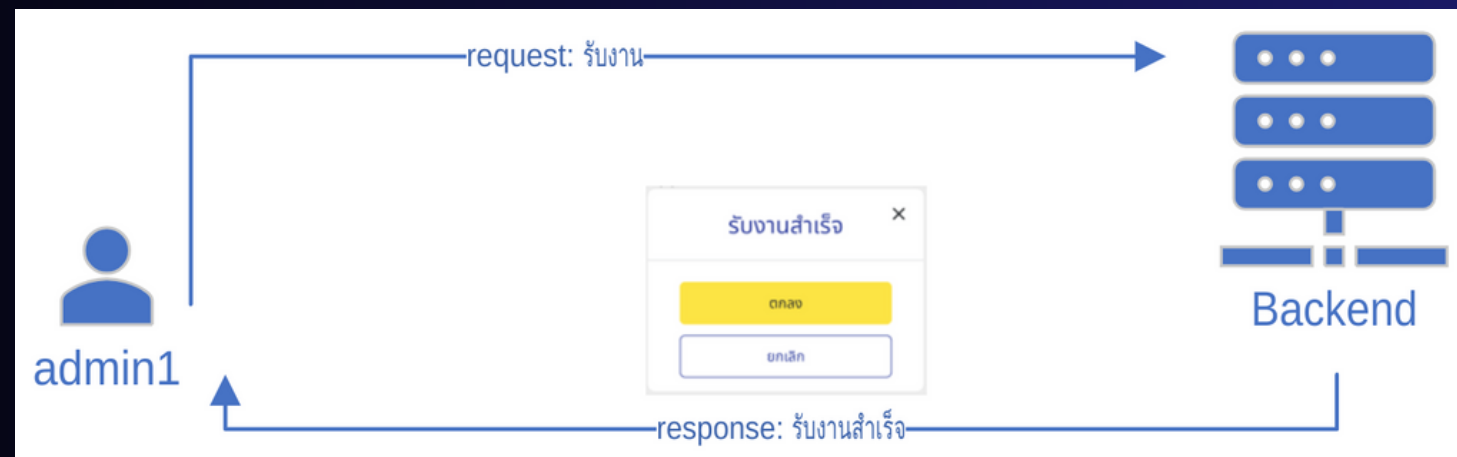 request: รับงาน
รับงานสำเร็จ
ตกลง
ยกเลิก
admin1
Backend
response: รับงานสำเร็จ